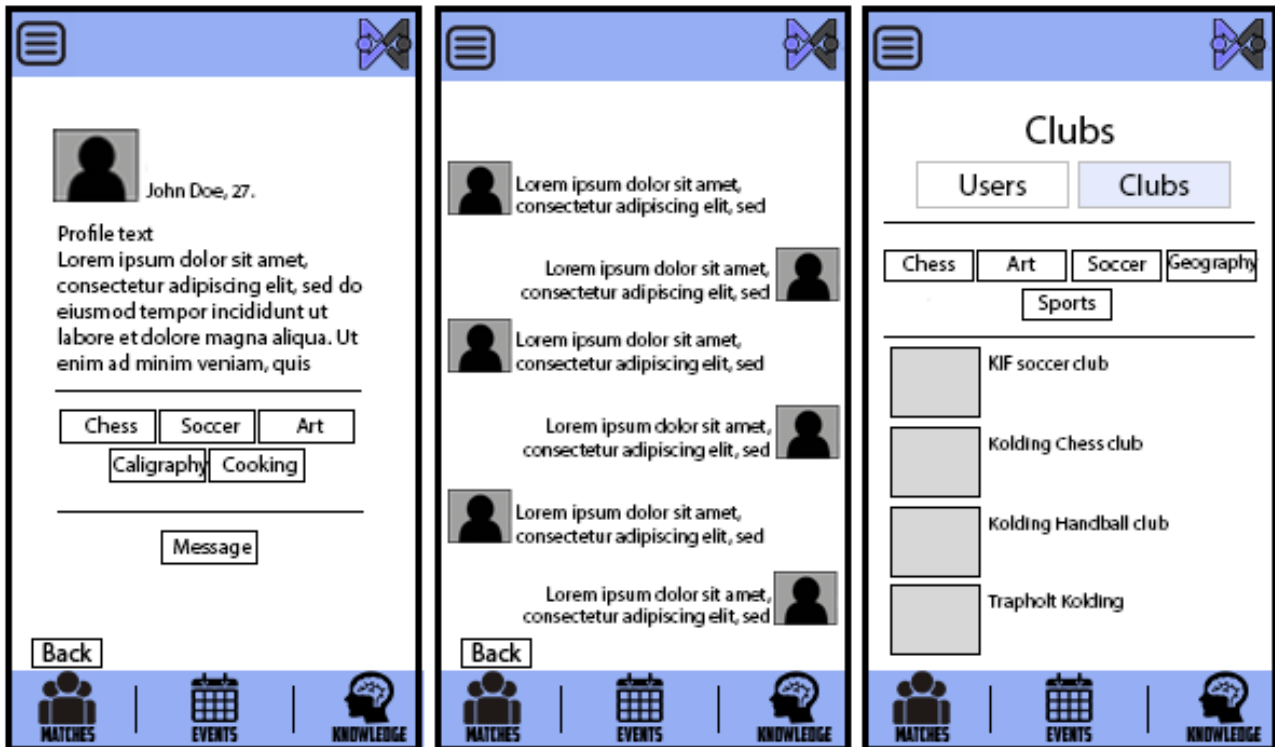 John Doe, 27.
Profile text
Lorem ipsum dolor sit amet,
consectetur adipiscing elit, sed do
eiusmod tempor incididunt ut
labore et dolore magna aliqua. Ut
enim ad minim veniam, quis
Chess Soccer Art
Caligraphy Cooking
Message
Back
MATCHES EVENTS KNOWLEDGE
Lorem ipsum dolor sit amet,
consectetur adipiscing elit, sed
Lorem ipsum dolor sit amet,
consectetur adipiscing elit, sed
Lorem ipsum dolor sit amet,
consectetur adipiscing elit, sed
Lorem ipsum dolor sit amet,
consectetur adipiscing elit, sed
Lorem ipsum dolor sit amet,
consectetur adipiscing elit, sed
Lorem ipsum dolor sit amet,
consectetur adipiscing elit, sed
Back
MATCHES EVENTS KNOWLEDGE
Clubs
Users Clubs
Chess Art Soccer Geography
Sports
KIF soccer club
Kolding Chess club
Kolding Handball club
Trapholt Kolding
MATCHES EVENTS KNOWLEDGE